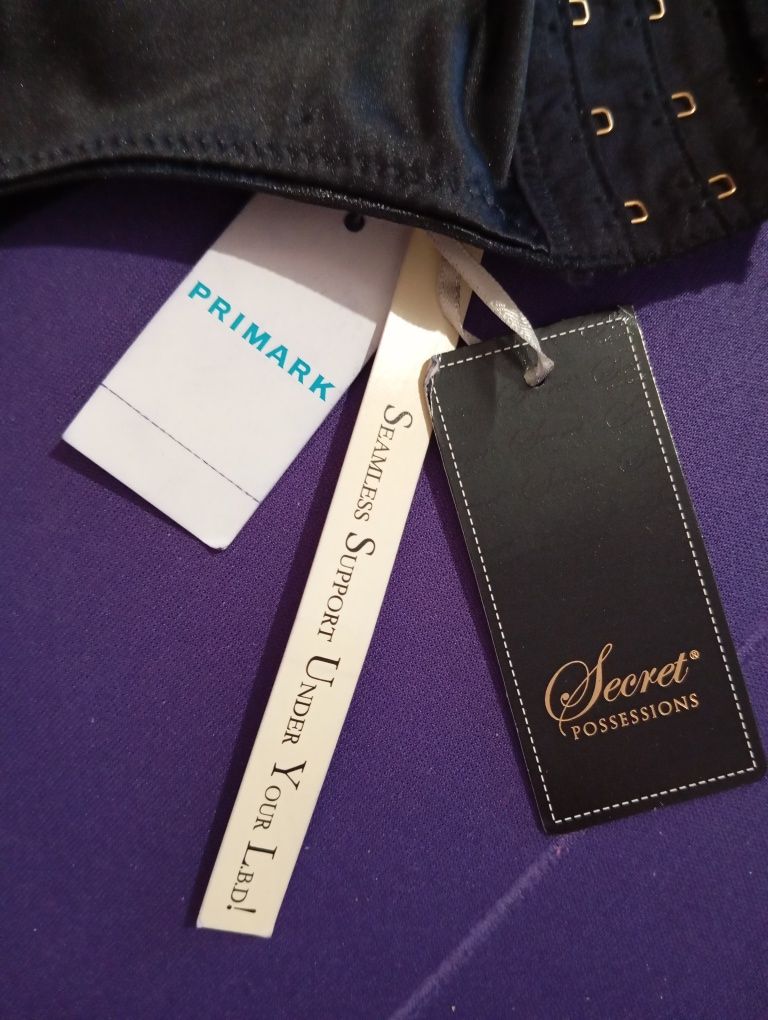 PRIMARK
SEAMLESS SUPPORT UNDER YOUR L.B.D!
Secret®
POSSESSIONS